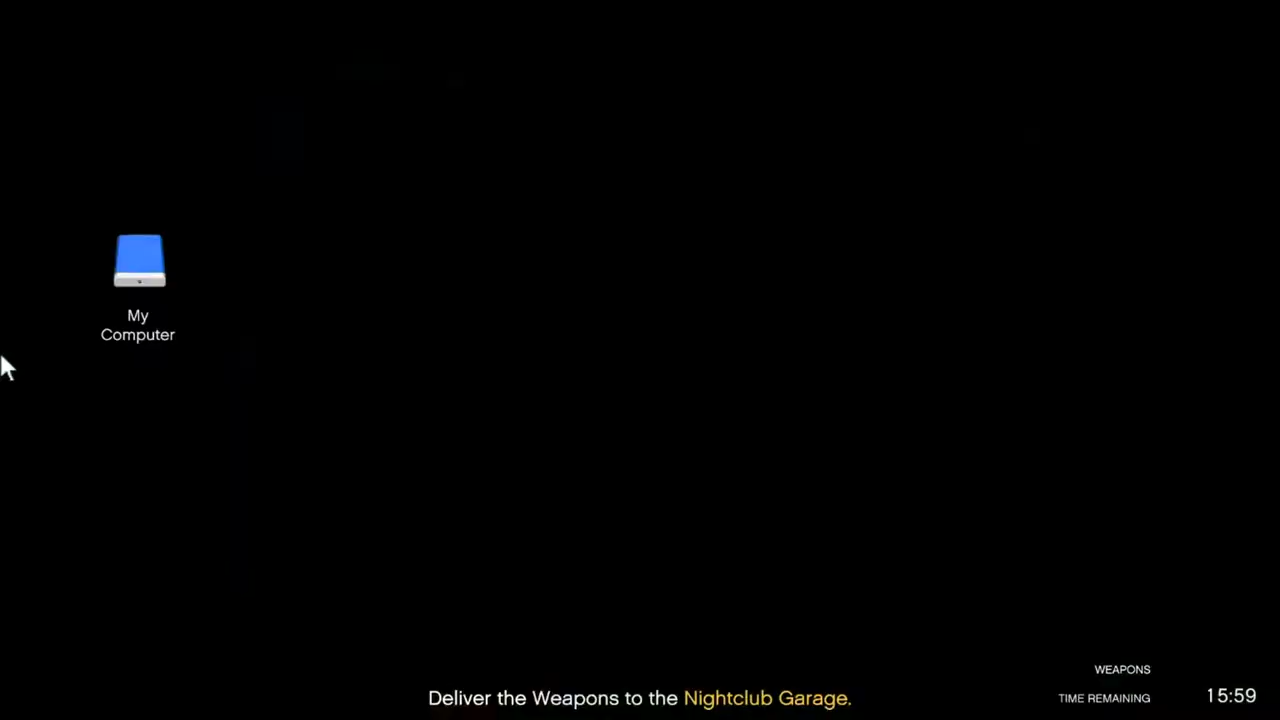 My
Computer
WEAPONS
Deliver the Weapons to the Nightclub Garage.
TIME REMAINING 15:59